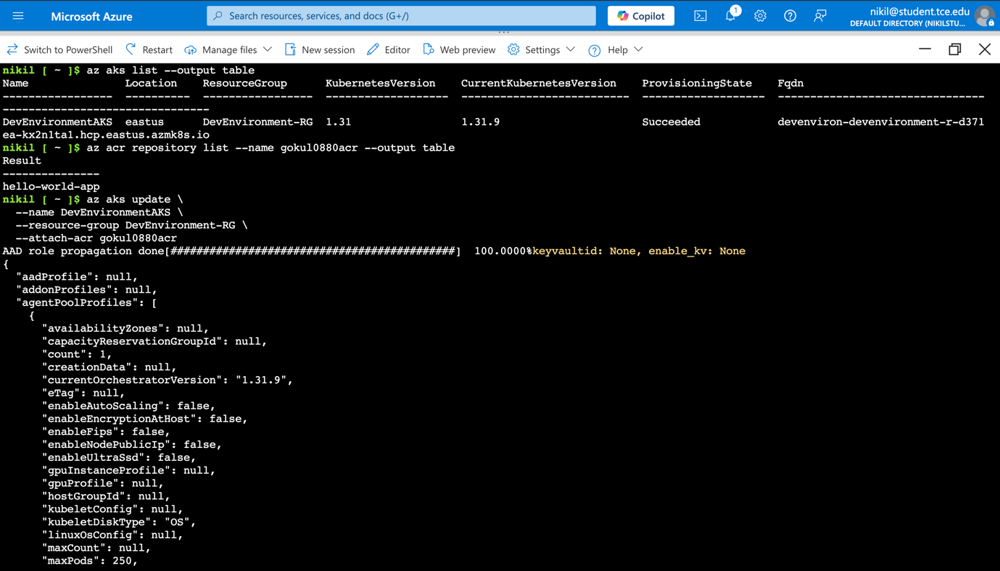 Microsoft Azure
Search resources, services, and docs (G+/)
Copilot
1
nikil@student.tce.edu
DEFAULT DIRECTORY (NIKILSTU...
Switch to PowerShell Restart Manage files New session Editor Web preview Settings Help
nikil [ ~ ]$ az aks list --output table
Name Location ResourceGroup KubernetesVersion CurrentKubernetesVersion ProvisioningState Fqdn
----------------- ---------- ----------------- ------------------- -------------------------- ------------------- --------------------------------
--------------------------------
DevEnvironmentAKS eastus DevEnvironment-RG 1.31 1.31.9 Succeeded devenviron-devenvironment-r-d371
ea-kx2n1ta1.hcp.eastus.azmk8s.io
nikil [ ~ ]$ az acr repository list --name gokul0880acr --output table
Result
---------------
hello-world-app
nikil [ ~ ]$ az aks update \
--name DevEnvironmentAKS \
--resource-group DevEnvironment-RG \
--attach-acr gokul0880acr
AAD role propagation done[############################################] 100.0000%keyvaultid: None, enable_kv: None
{
"aadProfile": null,
"addonProfiles": null,
"agentPoolProfiles": [
{
"availabilityZones": null,
"capacityReservationGroupId": null,
"count": 1,
"creationData": null,
"currentOrchestratorVersion": "1.31.9",
"eTag": null,
"enableAutoScaling": false,
"enableEncryptionAtHost": false,
"enableFips": false,
"enableNodePublicIp": false,
"enableUltraSsd": false,
"gpuInstanceProfile": null,
"gpuProfile": null,
"hostGroupId": null,
"kubeletConfig": null,
"kubeletDiskType": "OS",
"linuxOsConfig": null,
"maxCount": null,
"maxPods": 250,